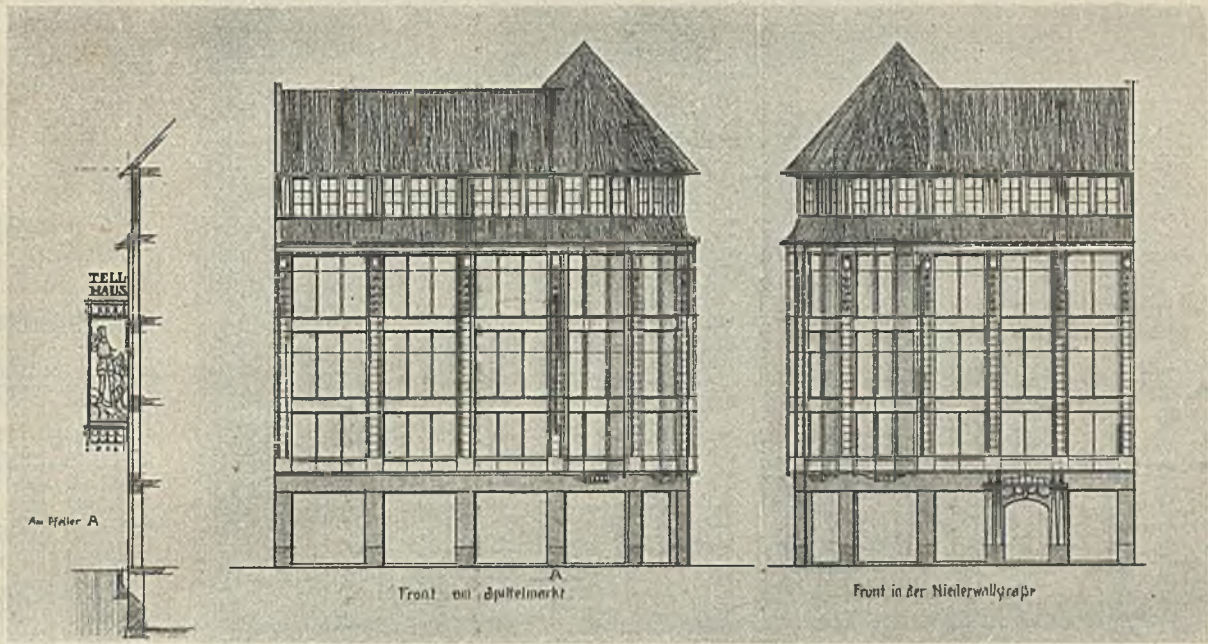 TELL
HAUS
Am Pfeiler A
A
Front am Spittelmarkt
Front in der Niederwallstraße